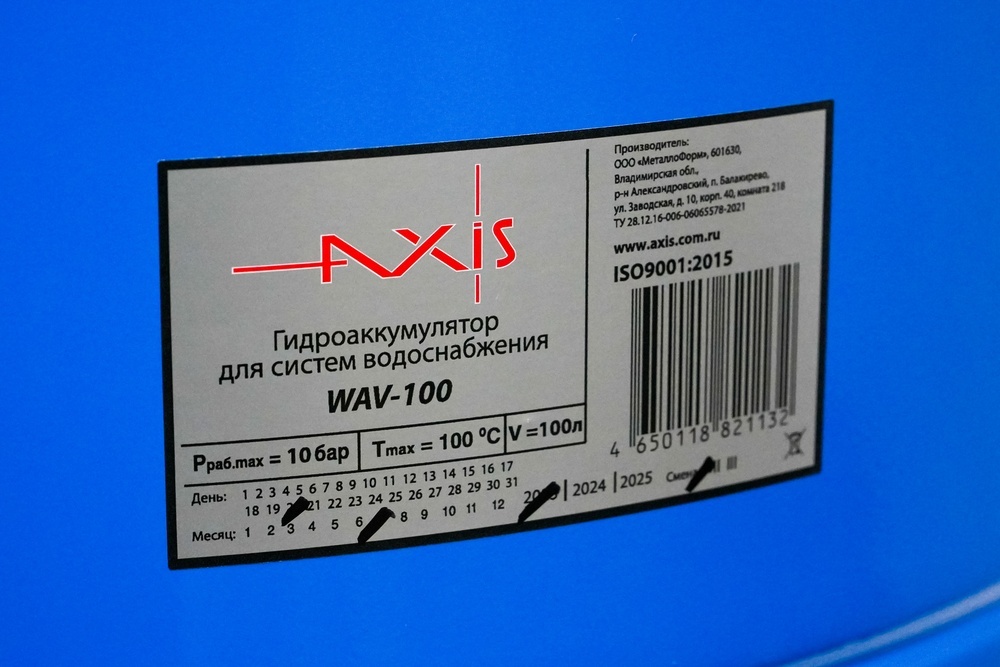 AXIS
Гидроаккумулятор
для систем водоснабжения
WAV-100
Pраб.max = 10 бар Tmax = 100 ºC V =100л
День: 1 2 3 4 5 6 7 8 9 10 11 12 13 14 15 16 17
18 19 21 22 23 24 25 26 27 28 29 30 31
Месяц: 1 2 3 4 5 6 8 9 10 11 12 | 2024 | 2025 Смена II III
Производитель:
ООО «МеталлоФорм», 601630,
Владимирская обл.,
р-н Александровский, п. Балакирево,
ул. Заводская, д. 10, корп. 40, комната 218
ТУ 28.12.16-006-06065578-2021
www.axis.com.ru
ISO9001:2015
4 650118 821132